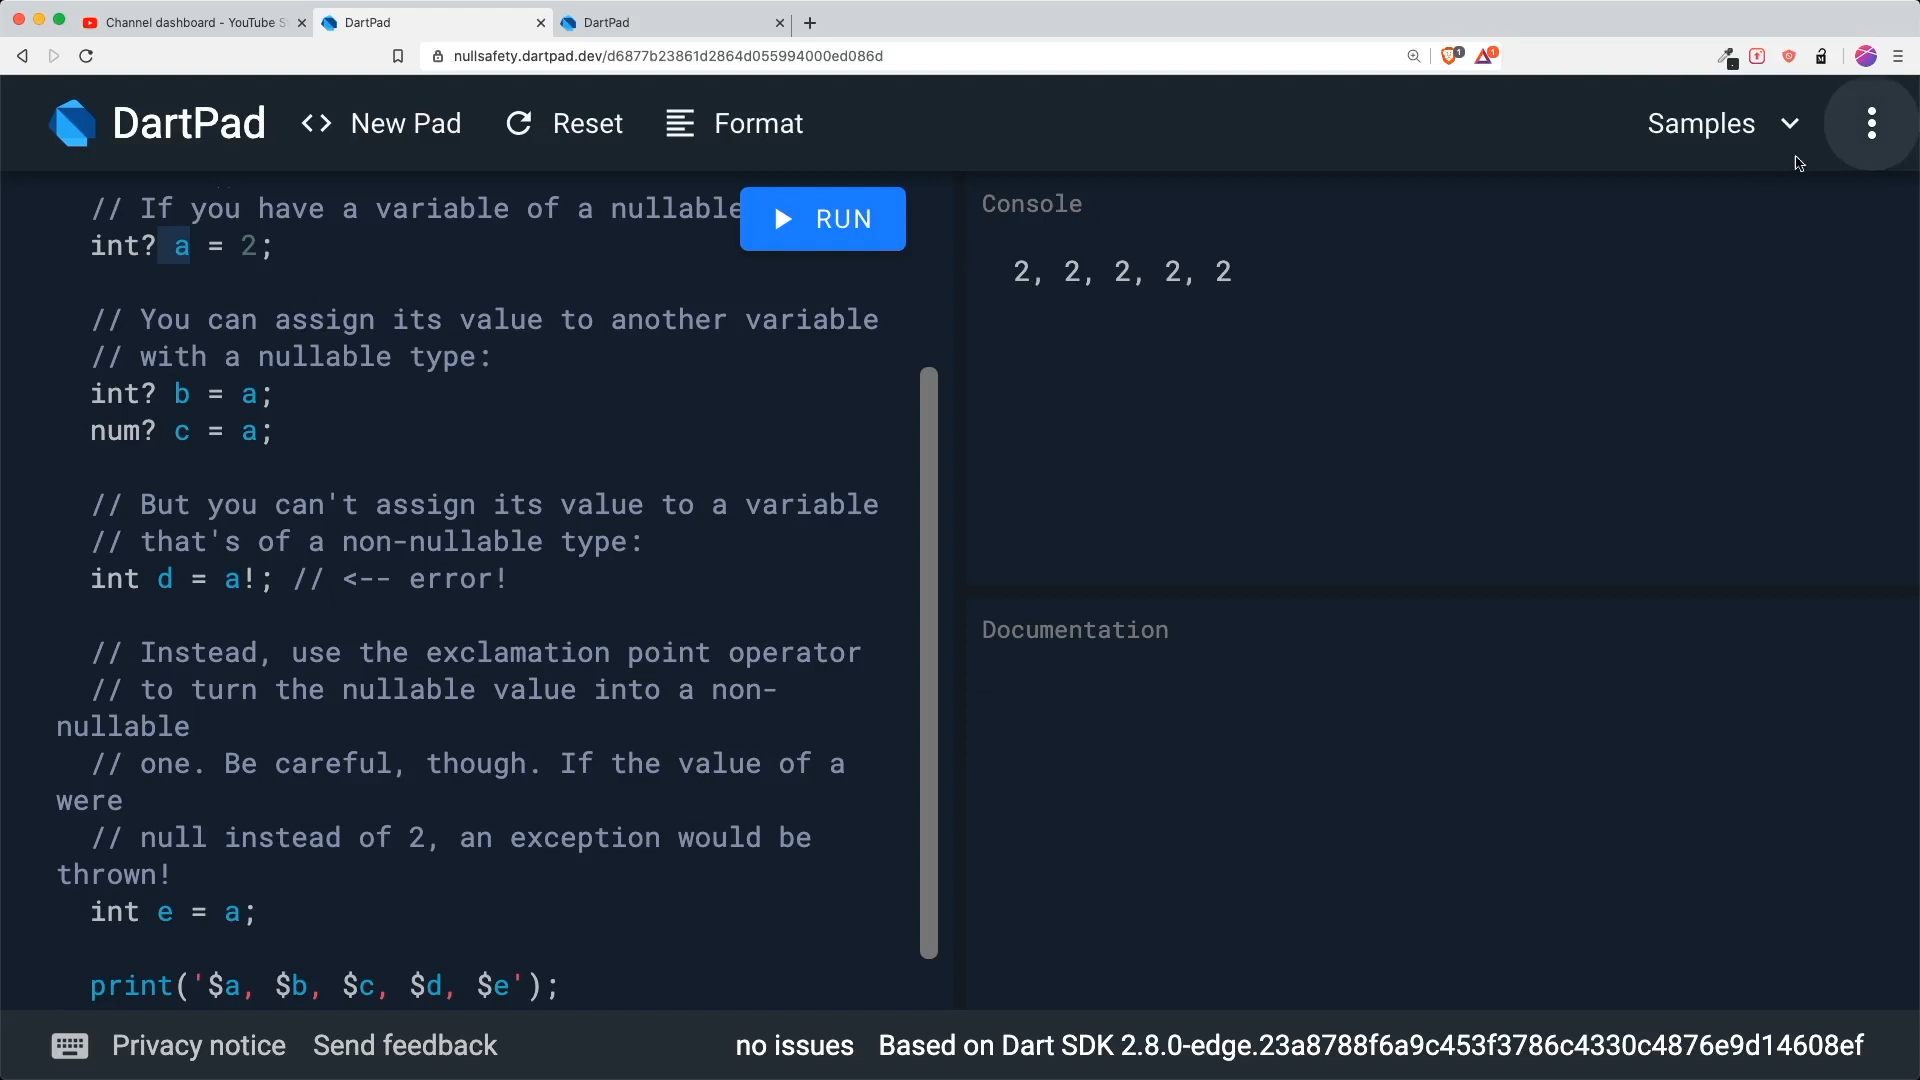 Channel dashboard - YouTube S
DartPad
DartPad
nullsafety.dartpad.dev/d6877b23861d2864d055994000ed086d
1
1
DartPad
<> New Pad
Reset
Format
Samples
// If you have a variable of a nullable
int? a = 2;
RUN
// You can assign its value to another variable
// with a nullable type:
int? b = a;
num? c = a;
// But you can't assign its value to a variable
// that's of a non-nullable type:
int d = a!; // <-- error!
// Instead, use the exclamation point operator
// to turn the nullable value into a non-
nullable
// one. Be careful, though. If the value of a
were
// null instead of 2, an exception would be
thrown!
int e = a;
print('$a, $b, $c, $d, $e');
Console
2, 2, 2, 2, 2
Documentation
Privacy notice
Send feedback
no issues
Based on Dart SDK 2.8.0-edge.23a8788f6a9c453f3786c4330c4876e9d14608ef